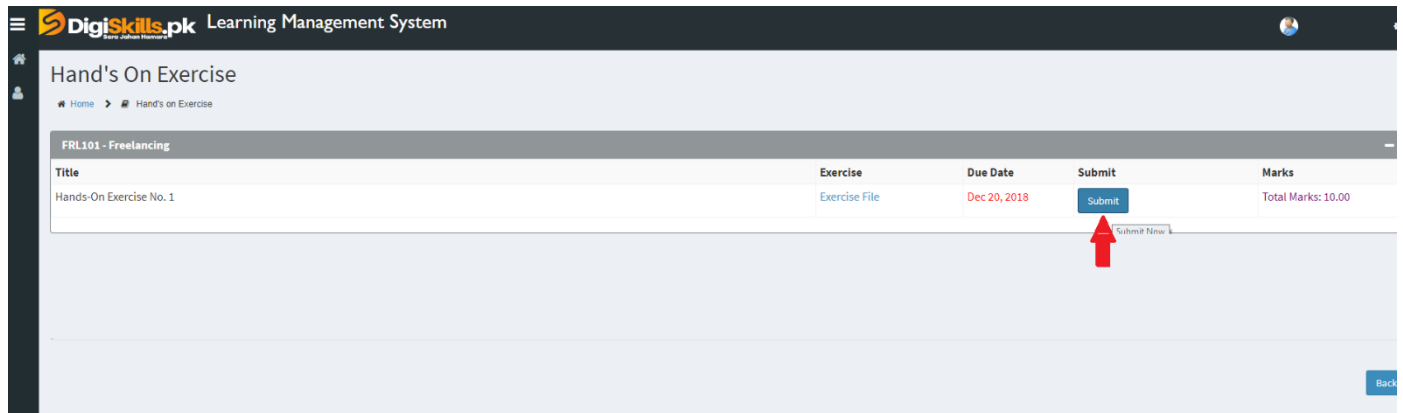 DigiSkills.pk Learning Management System
Sara Jahan Hamara
Hand's On Exercise
Home > Hand's on Exercise
FRL101 - Freelancing
Title Exercise Due Date Submit Marks
Hands-On Exercise No. 1 Exercise File Dec 20, 2018 Submit Total Marks: 10.00
Submit Now
Back